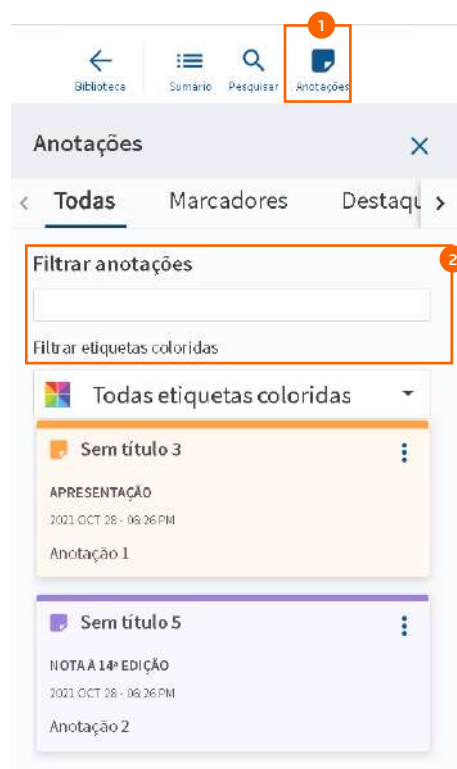 1
Biblioteca Sumário Pesquisar Anotações
Anotações
Todas Marcadores Destaqu
2
Filtrar anotações
Filtrar etiquetas coloridas
Todas etiquetas coloridas
Sem título 3
APRESENTAÇÃO
2021 OCT 28 - 06:26 PM
Anotação 1
Sem título 5
NOTA À 14ª EDIÇÃO
2021 OCT 28 - 06:26 PM
Anotação 2